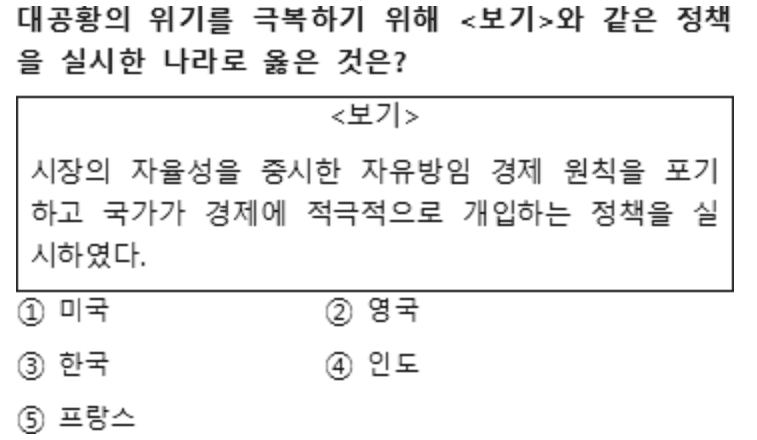 대공황의 위기를 극복하기 위해 <보기>와 같은 정책
을 실시한 나라로 옳은 것은?
<보기>
시장의 자율성을 중시한 자유방임 경제 원칙을 포기
하고 국가가 경제에 적극적으로 개입하는 정책을 실
시하였다.
① 미국 ② 영국
③ 한국 ④ 인도
⑤ 프랑스